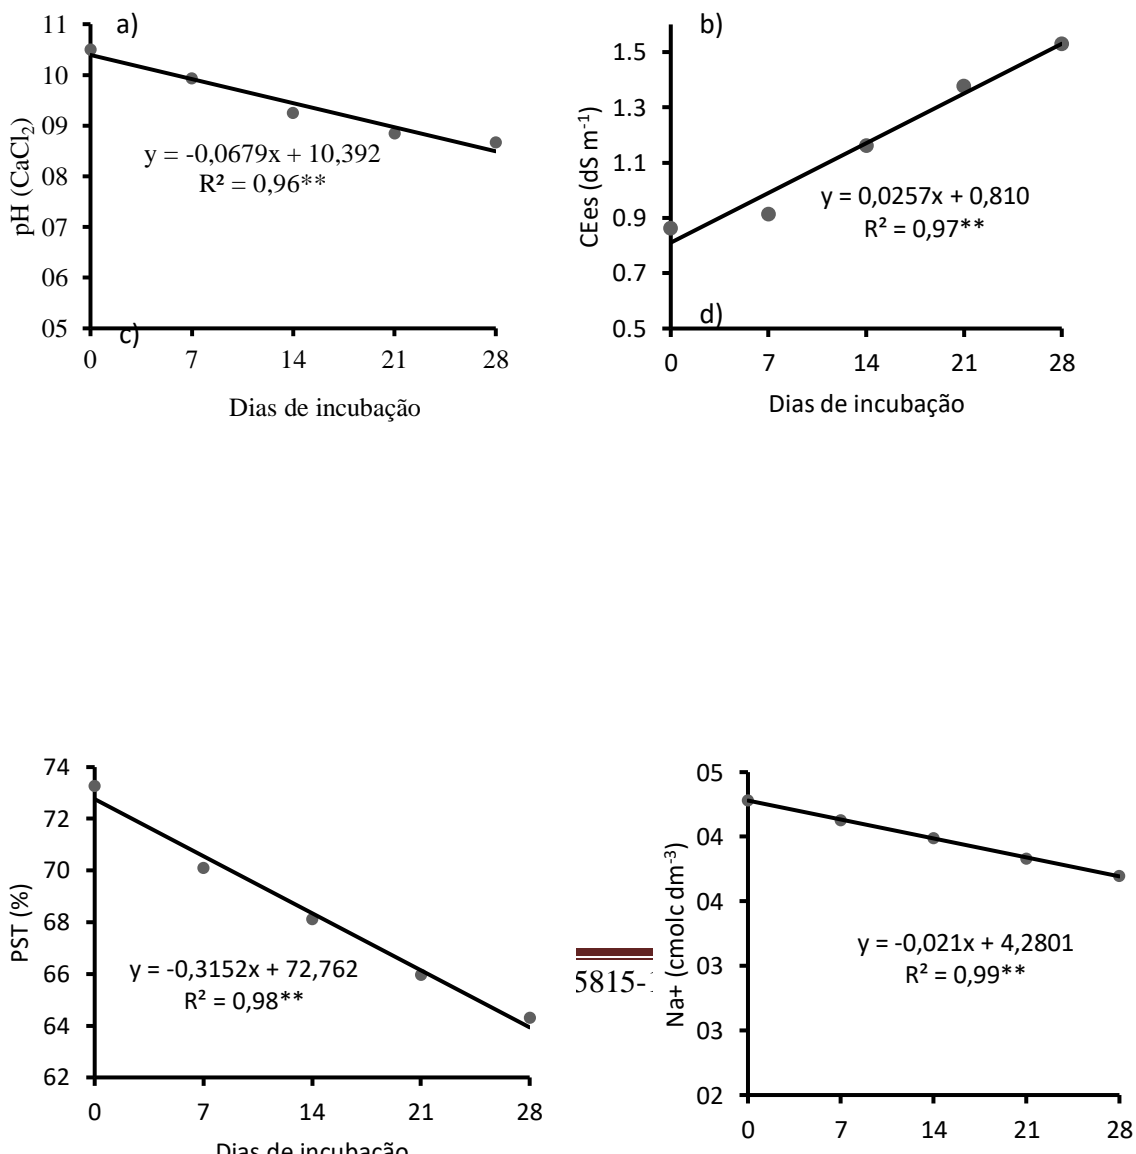 a)
11
10
09
08
07
06
05
pH (CaCl₂)
y = -0,0679x + 10,392
R² = 0,96**
c)
0 7 14 21 28
Dias de incubação
b)
1.5
1.3
1.1
0.9
0.7
0.5
CEes (dS m⁻¹)
y = 0,0257x + 0,810
R² = 0,97**
d)
0 7 14 21 28
Dias de incubação
74
72
70
68
66
64
62
PST (%)
y = -0,3152x + 72,762
R² = 0,98**
0 7 14 21 28
Dias de incubação
5815-
05
04
04
03
03
02
Na+ (cmolc dm⁻³)
y = -0,021x + 4,2801
R² = 0,99**
0 7 14 21 28